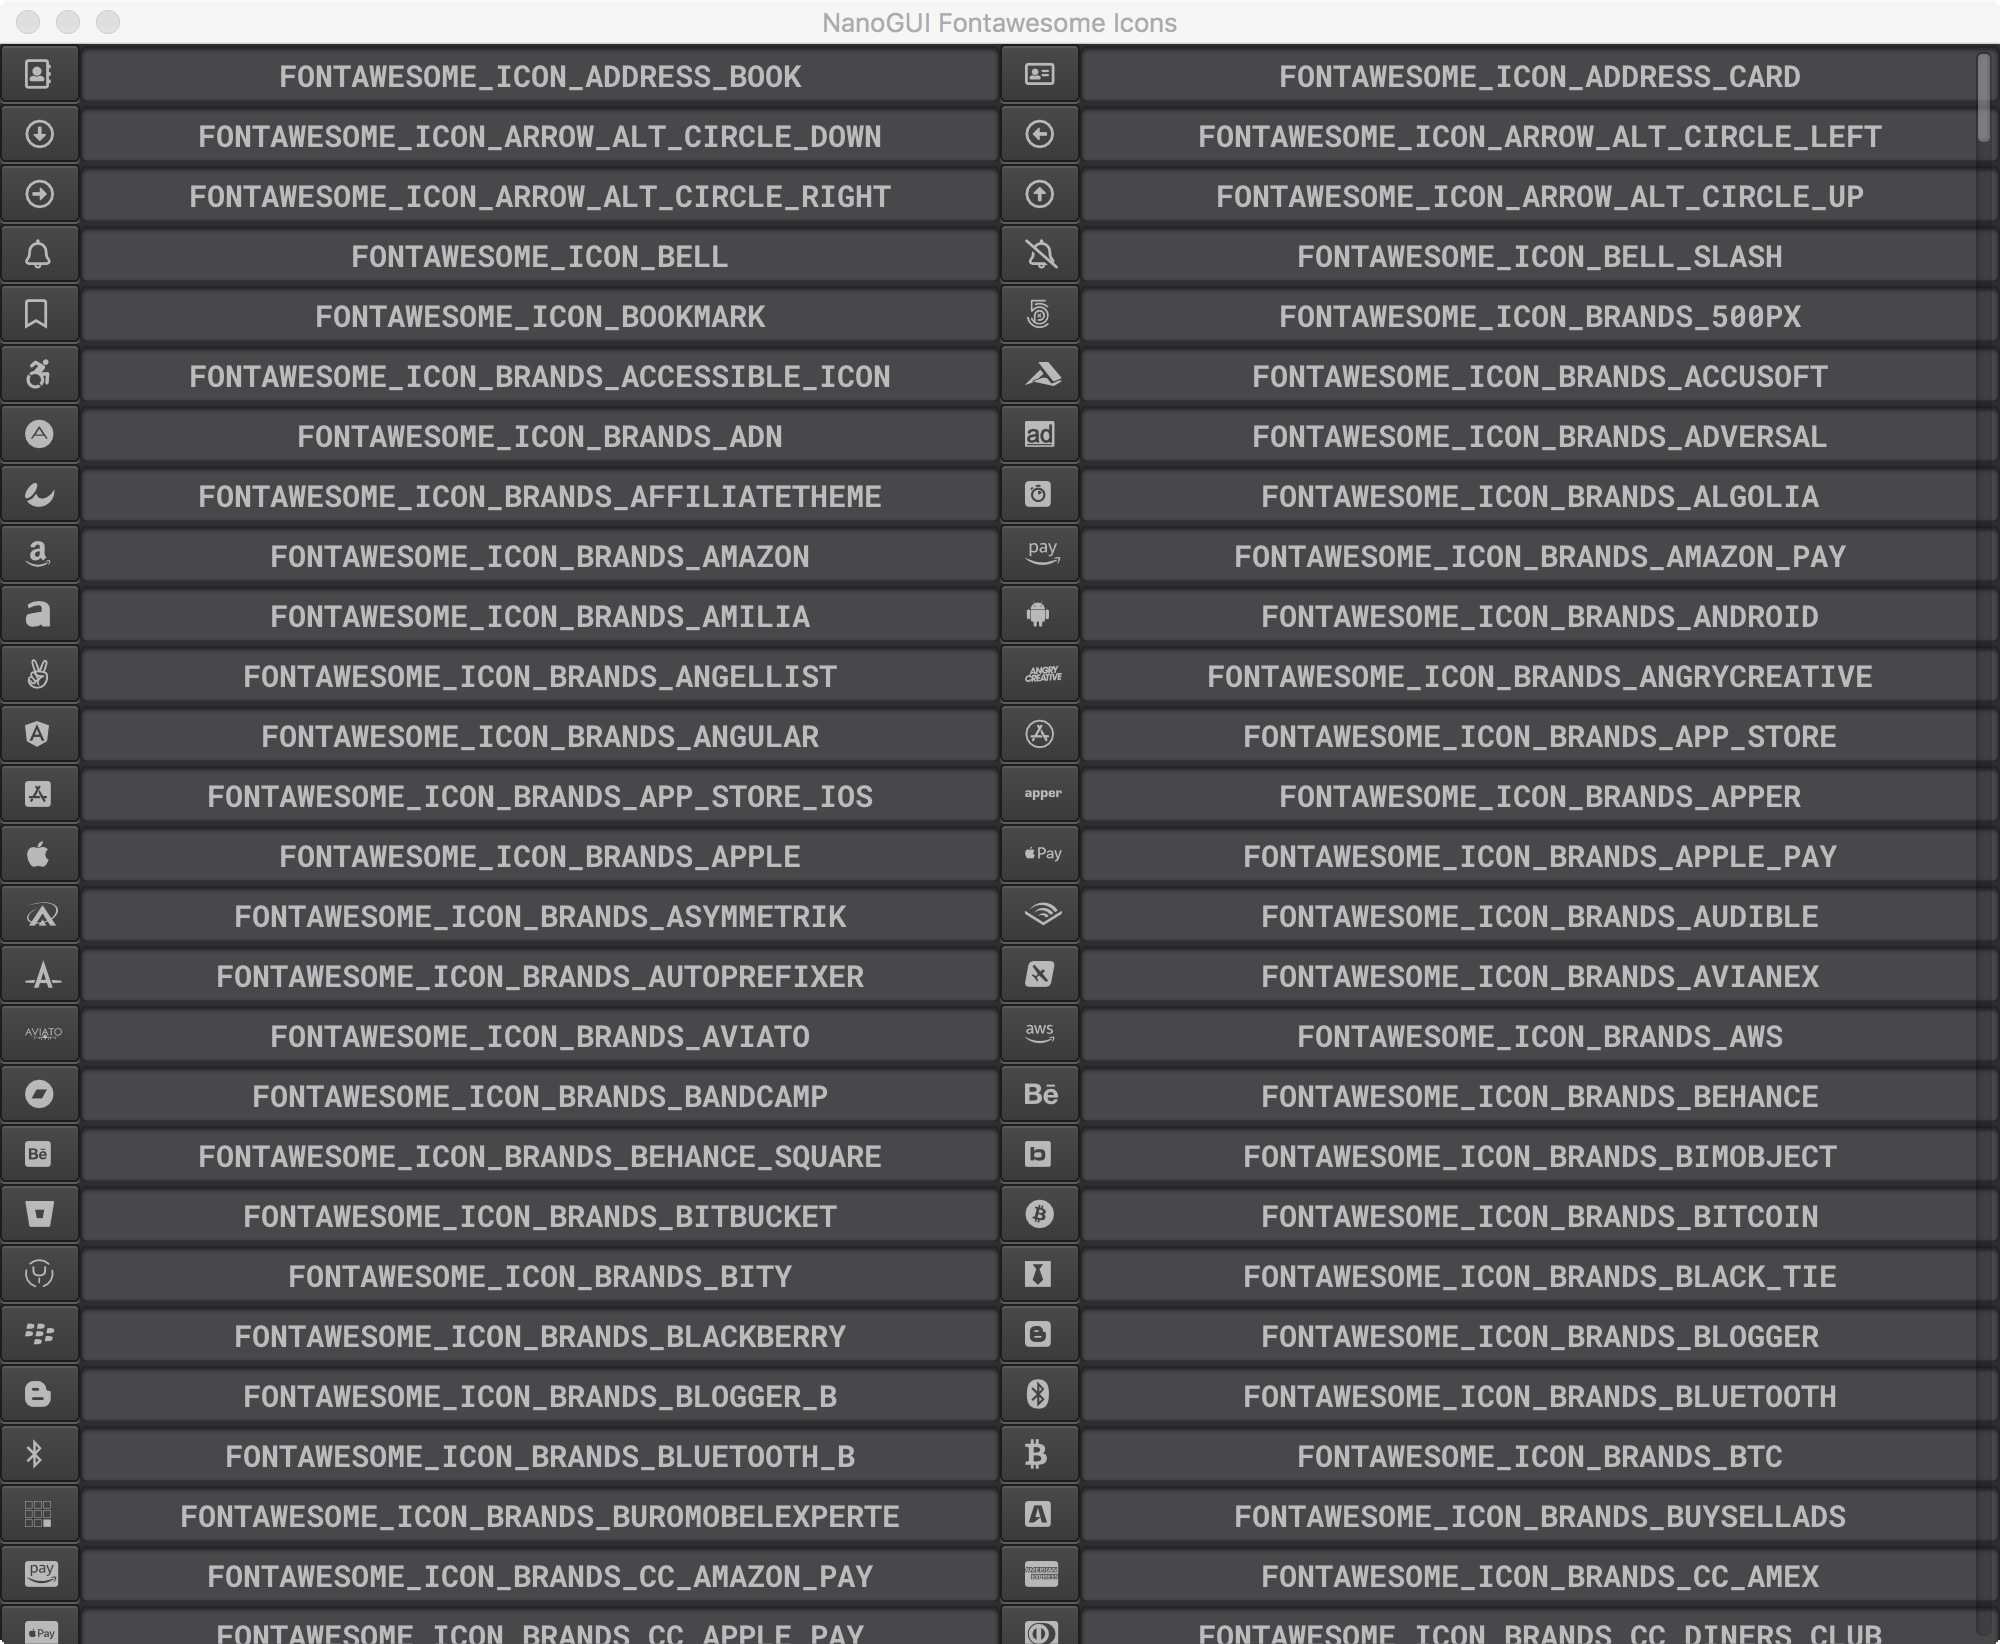 NanoGUI Fontawesome Icons
FONTAWESOME_ICON_ADDRESS_BOOK
FONTAWESOME_ICON_ADDRESS_CARD
FONTAWESOME_ICON_ARROW_ALT_CIRCLE_DOWN
FONTAWESOME_ICON_ARROW_ALT_CIRCLE_LEFT
FONTAWESOME_ICON_ARROW_ALT_CIRCLE_RIGHT
FONTAWESOME_ICON_ARROW_ALT_CIRCLE_UP
FONTAWESOME_ICON_BELL
FONTAWESOME_ICON_BELL_SLASH
FONTAWESOME_ICON_BOOKMARK
FONTAWESOME_ICON_BRANDS_500PX
FONTAWESOME_ICON_BRANDS_ACCESSIBLE_ICON
FONTAWESOME_ICON_BRANDS_ACCUSOFT
FONTAWESOME_ICON_BRANDS_ADN
ad FONTAWESOME_ICON_BRANDS_ADVERSAL
FONTAWESOME_ICON_BRANDS_AFFILIATETHEME
FONTAWESOME_ICON_BRANDS_ALGOLIA
a FONTAWESOME_ICON_BRANDS_AMAZON
pay FONTAWESOME_ICON_BRANDS_AMAZON_PAY
a FONTAWESOME_ICON_BRANDS_AMILIA
FONTAWESOME_ICON_BRANDS_ANDROID
FONTAWESOME_ICON_BRANDS_ANGELLIST
ANGRY CREATIVE FONTAWESOME_ICON_BRANDS_ANGRYCREATIVE
A FONTAWESOME_ICON_BRANDS_ANGULAR
FONTAWESOME_ICON_BRANDS_APP_STORE
FONTAWESOME_ICON_BRANDS_APP_STORE_IOS
apper FONTAWESOME_ICON_BRANDS_APPER
FONTAWESOME_ICON_BRANDS_APPLE
Pay FONTAWESOME_ICON_BRANDS_APPLE_PAY
FONTAWESOME_ICON_BRANDS_ASYMMETRIK
FONTAWESOME_ICON_BRANDS_AUDIBLE
FONTAWESOME_ICON_BRANDS_AUTOPREFIXER
FONTAWESOME_ICON_BRANDS_AVIANEX
AVIATO FONTAWESOME_ICON_BRANDS_AVIATO
aws FONTAWESOME_ICON_BRANDS_AWS
FONTAWESOME_ICON_BRANDS_BANDCAMP
Bē FONTAWESOME_ICON_BRANDS_BEHANCE
Bē FONTAWESOME_ICON_BRANDS_BEHANCE_SQUARE
b FONTAWESOME_ICON_BRANDS_BIMOBJECT
FONTAWESOME_ICON_BRANDS_BITBUCKET
FONTAWESOME_ICON_BRANDS_BITCOIN
FONTAWESOME_ICON_BRANDS_BITY
FONTAWESOME_ICON_BRANDS_BLACK_TIE
FONTAWESOME_ICON_BRANDS_BLACKBERRY
FONTAWESOME_ICON_BRANDS_BLOGGER
FONTAWESOME_ICON_BRANDS_BLOGGER_B
FONTAWESOME_ICON_BRANDS_BLUETOOTH
FONTAWESOME_ICON_BRANDS_BLUETOOTH_B
FONTAWESOME_ICON_BRANDS_BTC
FONTAWESOME_ICON_BRANDS_BUROMOBELEXPERTE
A FONTAWESOME_ICON_BRANDS_BUYSELLADS
pay FONTAWESOME_ICON_BRANDS_CC_AMAZON_PAY
AMERICAN EXPRESS FONTAWESOME_ICON_BRANDS_CC_AMEX
Pay FONTAWESOME_ICON_BRANDS_CC_APPLE_PAY
FONTAWESOME_ICON_BRANDS_CC_DINERS_CLUB